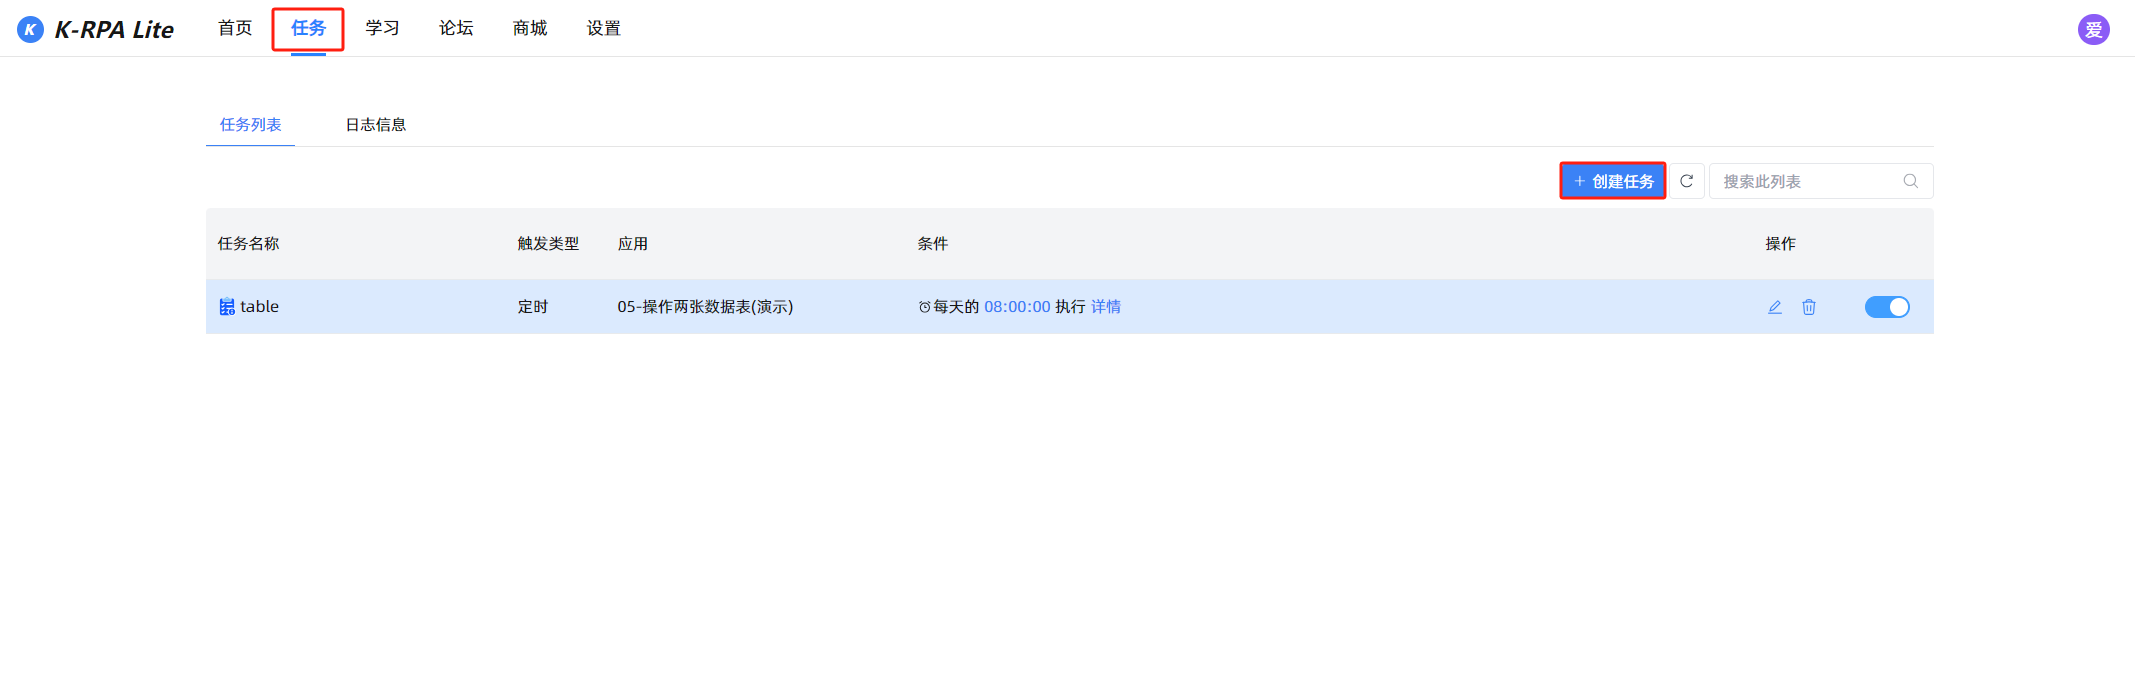 K K-RPA Lite 首页 任务 学习 论坛 商城 设置 爱
任务列表 日志信息
+ 创建任务 搜索此列表
任务名称 触发类型 应用 条件 操作
table 定时 05-操作两张数据表(演示) 每天的 08:00:00 执行 详情